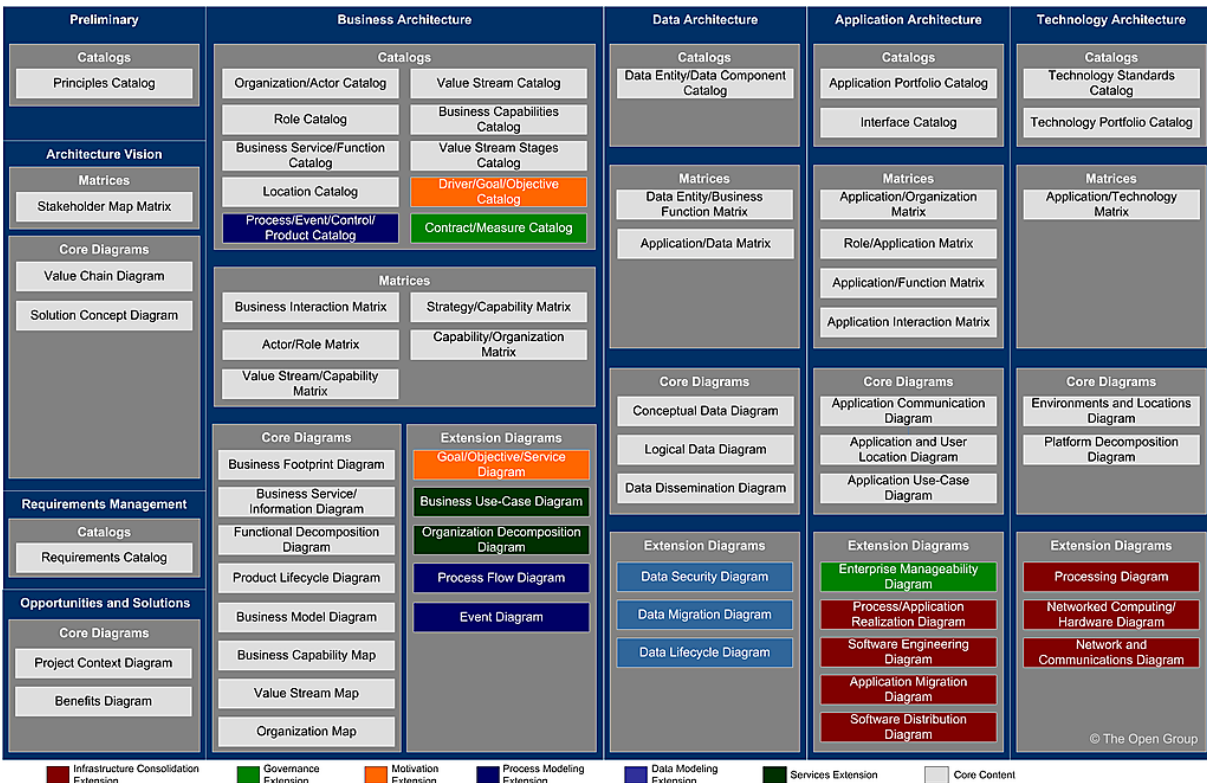 Preliminary
Catalogs
Principles Catalog
Architecture Vision
Matrices
Stakeholder Map Matrix
Core Diagrams
Value Chain Diagram
Solution Concept Diagram
Requirements Management
Catalogs
Requirements Catalog
Opportunities and Solutions
Core Diagrams
Project Context Diagram
Benefits Diagram
Business Architecture
Catalogs
Organization/Actor Catalog
Role Catalog
Business Service/Function
Catalog
Location Catalog
Process/Event/Control/
Product Catalog
Value Stream Catalog
Business Capabilities
Catalog
Value Stream Stages
Catalog
Driver/Goal/Objective
Catalog
Contract/Measure Catalog
Matrices
Business Interaction Matrix
Actor/Role Matrix
Value Stream/Capability
Matrix
Strategy/Capability Matrix
Capability/Organization
Matrix
Core Diagrams
Business Footprint Diagram
Business Service/
Information Diagram
Functional Decomposition
Diagram
Product Lifecycle Diagram
Business Model Diagram
Business Capability Map
Value Stream Map
Organization Map
Extension Diagrams
Goal/Objective/Service
Diagram
Business Use-Case Diagram
Organization Decomposition
Diagram
Process Flow Diagram
Event Diagram
Data Architecture
Catalogs
Data Entity/Data Component
Catalog
Matrices
Data Entity/Business
Function Matrix
Application/Data Matrix
Core Diagrams
Conceptual Data Diagram
Logical Data Diagram
Data Dissemination Diagram
Extension Diagrams
Data Security Diagram
Data Migration Diagram
Data Lifecycle Diagram
Application Architecture
Catalogs
Application Portfolio Catalog
Interface Catalog
Matrices
Application/Organization
Matrix
Role/Application Matrix
Application/Function Matrix
Application Interaction Matrix
Core Diagrams
Application Communication
Diagram
Application and User
Location Diagram
Application Use-Case
Diagram
Extension Diagrams
Enterprise Manageability
Diagram
Process/Application
Realization Diagram
Software Engineering
Diagram
Application Migration
Diagram
Software Distribution
Diagram
Technology Architecture
Catalogs
Technology Standards
Catalog
Technology Portfolio Catalog
Matrices
Application/Technology
Matrix
Core Diagrams
Environments and Locations
Diagram
Platform Decomposition
Diagram
Extension Diagrams
Processing Diagram
Networked Computing/
Hardware Diagram
Network and
Communications Diagram
© The Open Group
Infrastructure Consolidation
Extension
Governance
Extension
Motivation
Extension
Process Modeling
Extension
Data Modeling
Extension
Services Extension
Core Content